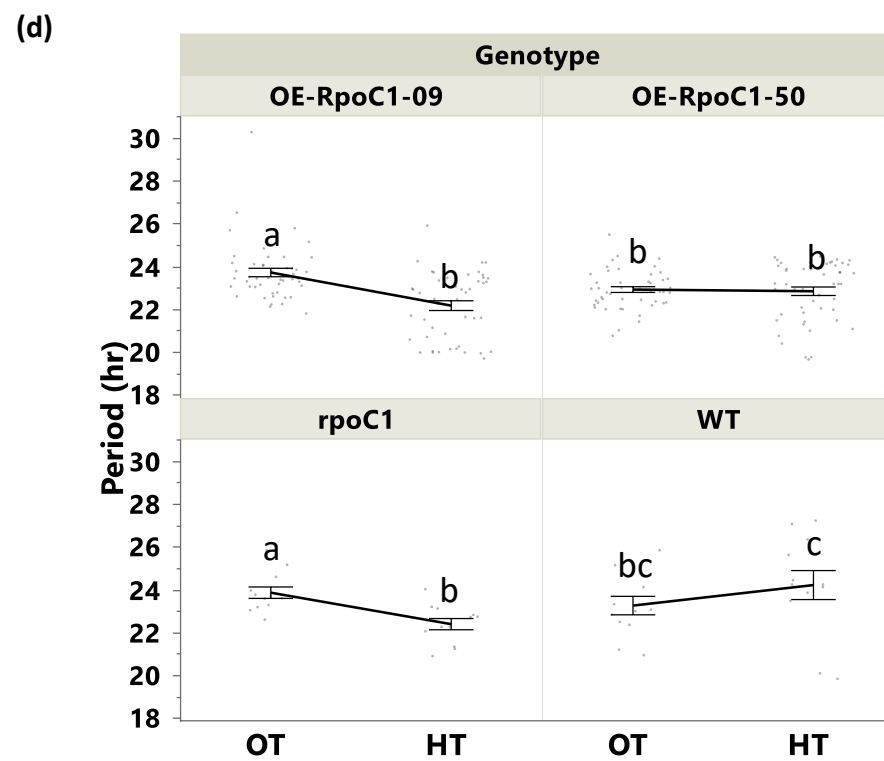 (d)
Genotype
OE-RpoC1-09 OE-RpoC1-50
30
28
26
24
22
20
18
a b b b
Period (hr)
rpoC1 WT
30
28
26
24
22
20
18
a b bc c
OT HT OT HT